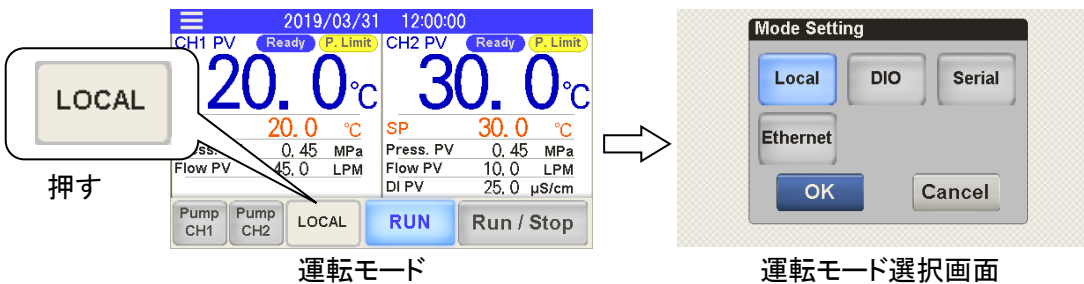 LOCAL
押す
2019/03/31 12:00:00
CH1 PV Ready P. Limit
20.0℃
20.0 ℃
0.45 MPa
Flow PV 45.0 LPM
CH2 PV Ready P. Limit
30.0℃
SP 30.0 ℃
Press. PV 0.45 MPa
Flow PV 10.0 LPM
DI PV 25.0 μS/cm
Pump CH1
Pump CH2
LOCAL
RUN
Run / Stop
運転モード
Mode Setting
Local DIO Serial
Ethernet
OK Cancel
運転モード選択画面